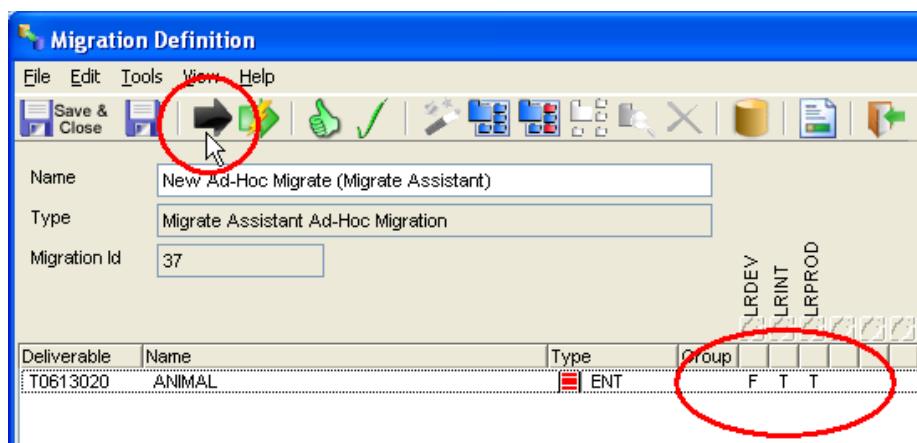 Migration Definition
File Edit Tools View Help
Save &
Close
Name New Ad-Hoc Migrate (Migrate Assistant)
Type Migrate Assistant Ad-Hoc Migration
Migration Id 37
LRDEV LRINT LRPROD
Deliverable Name Type Group
T0613020 ANIMAL ENT F T T